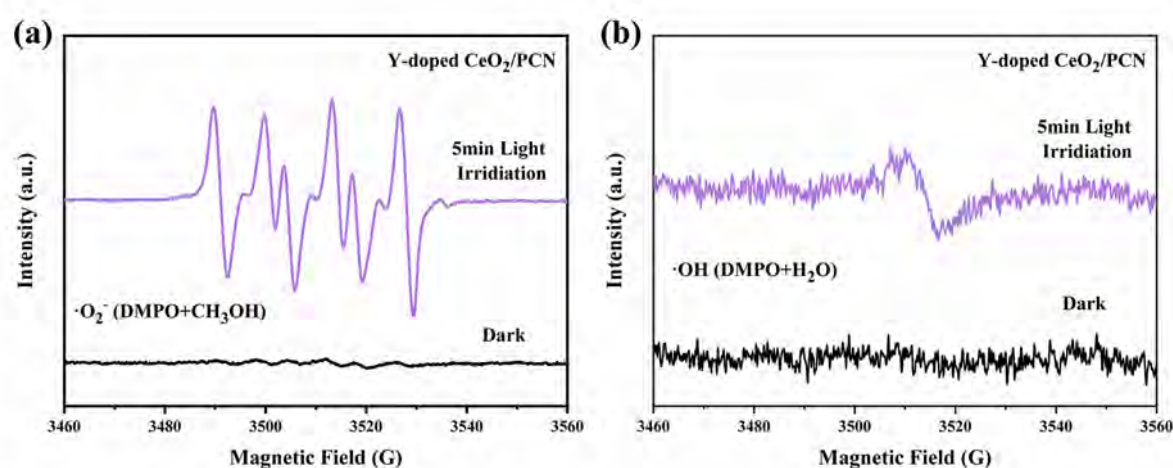 (a)
Y-doped CeO₂/PCN
5min Light
Irridiation
·O₂⁻ (DMPO+CH₃OH)
Dark
Intensity (a.u.)
3460 3480 3500 3520 3540 3560
Magnetic Field (G)
(b)
Y-doped CeO₂/PCN
5min Light
Irridiation
·OH (DMPO+H₂O)
Dark
Intensity (a.u.)
3460 3480 3500 3520 3540 3560
Magnetic Field (G)